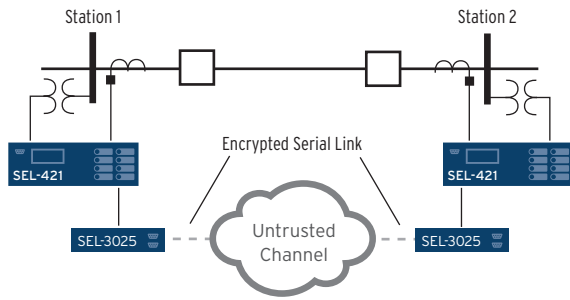 Station 1
Station 2
SEL-421
SEL-421
Encrypted Serial Link
SEL-3025
Untrusted
Channel
SEL-3025